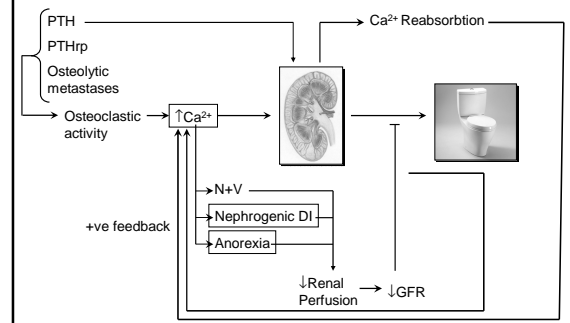 PTH
Ca²⁺ Reabsorbtion
PTHrp
Osteolytic
metastases
Osteoclastic
activity
↑Ca²⁺
N+V
Nephrogenic DI
+ve feedback
Anorexia
↓Renal
Perfusion
↓GFR